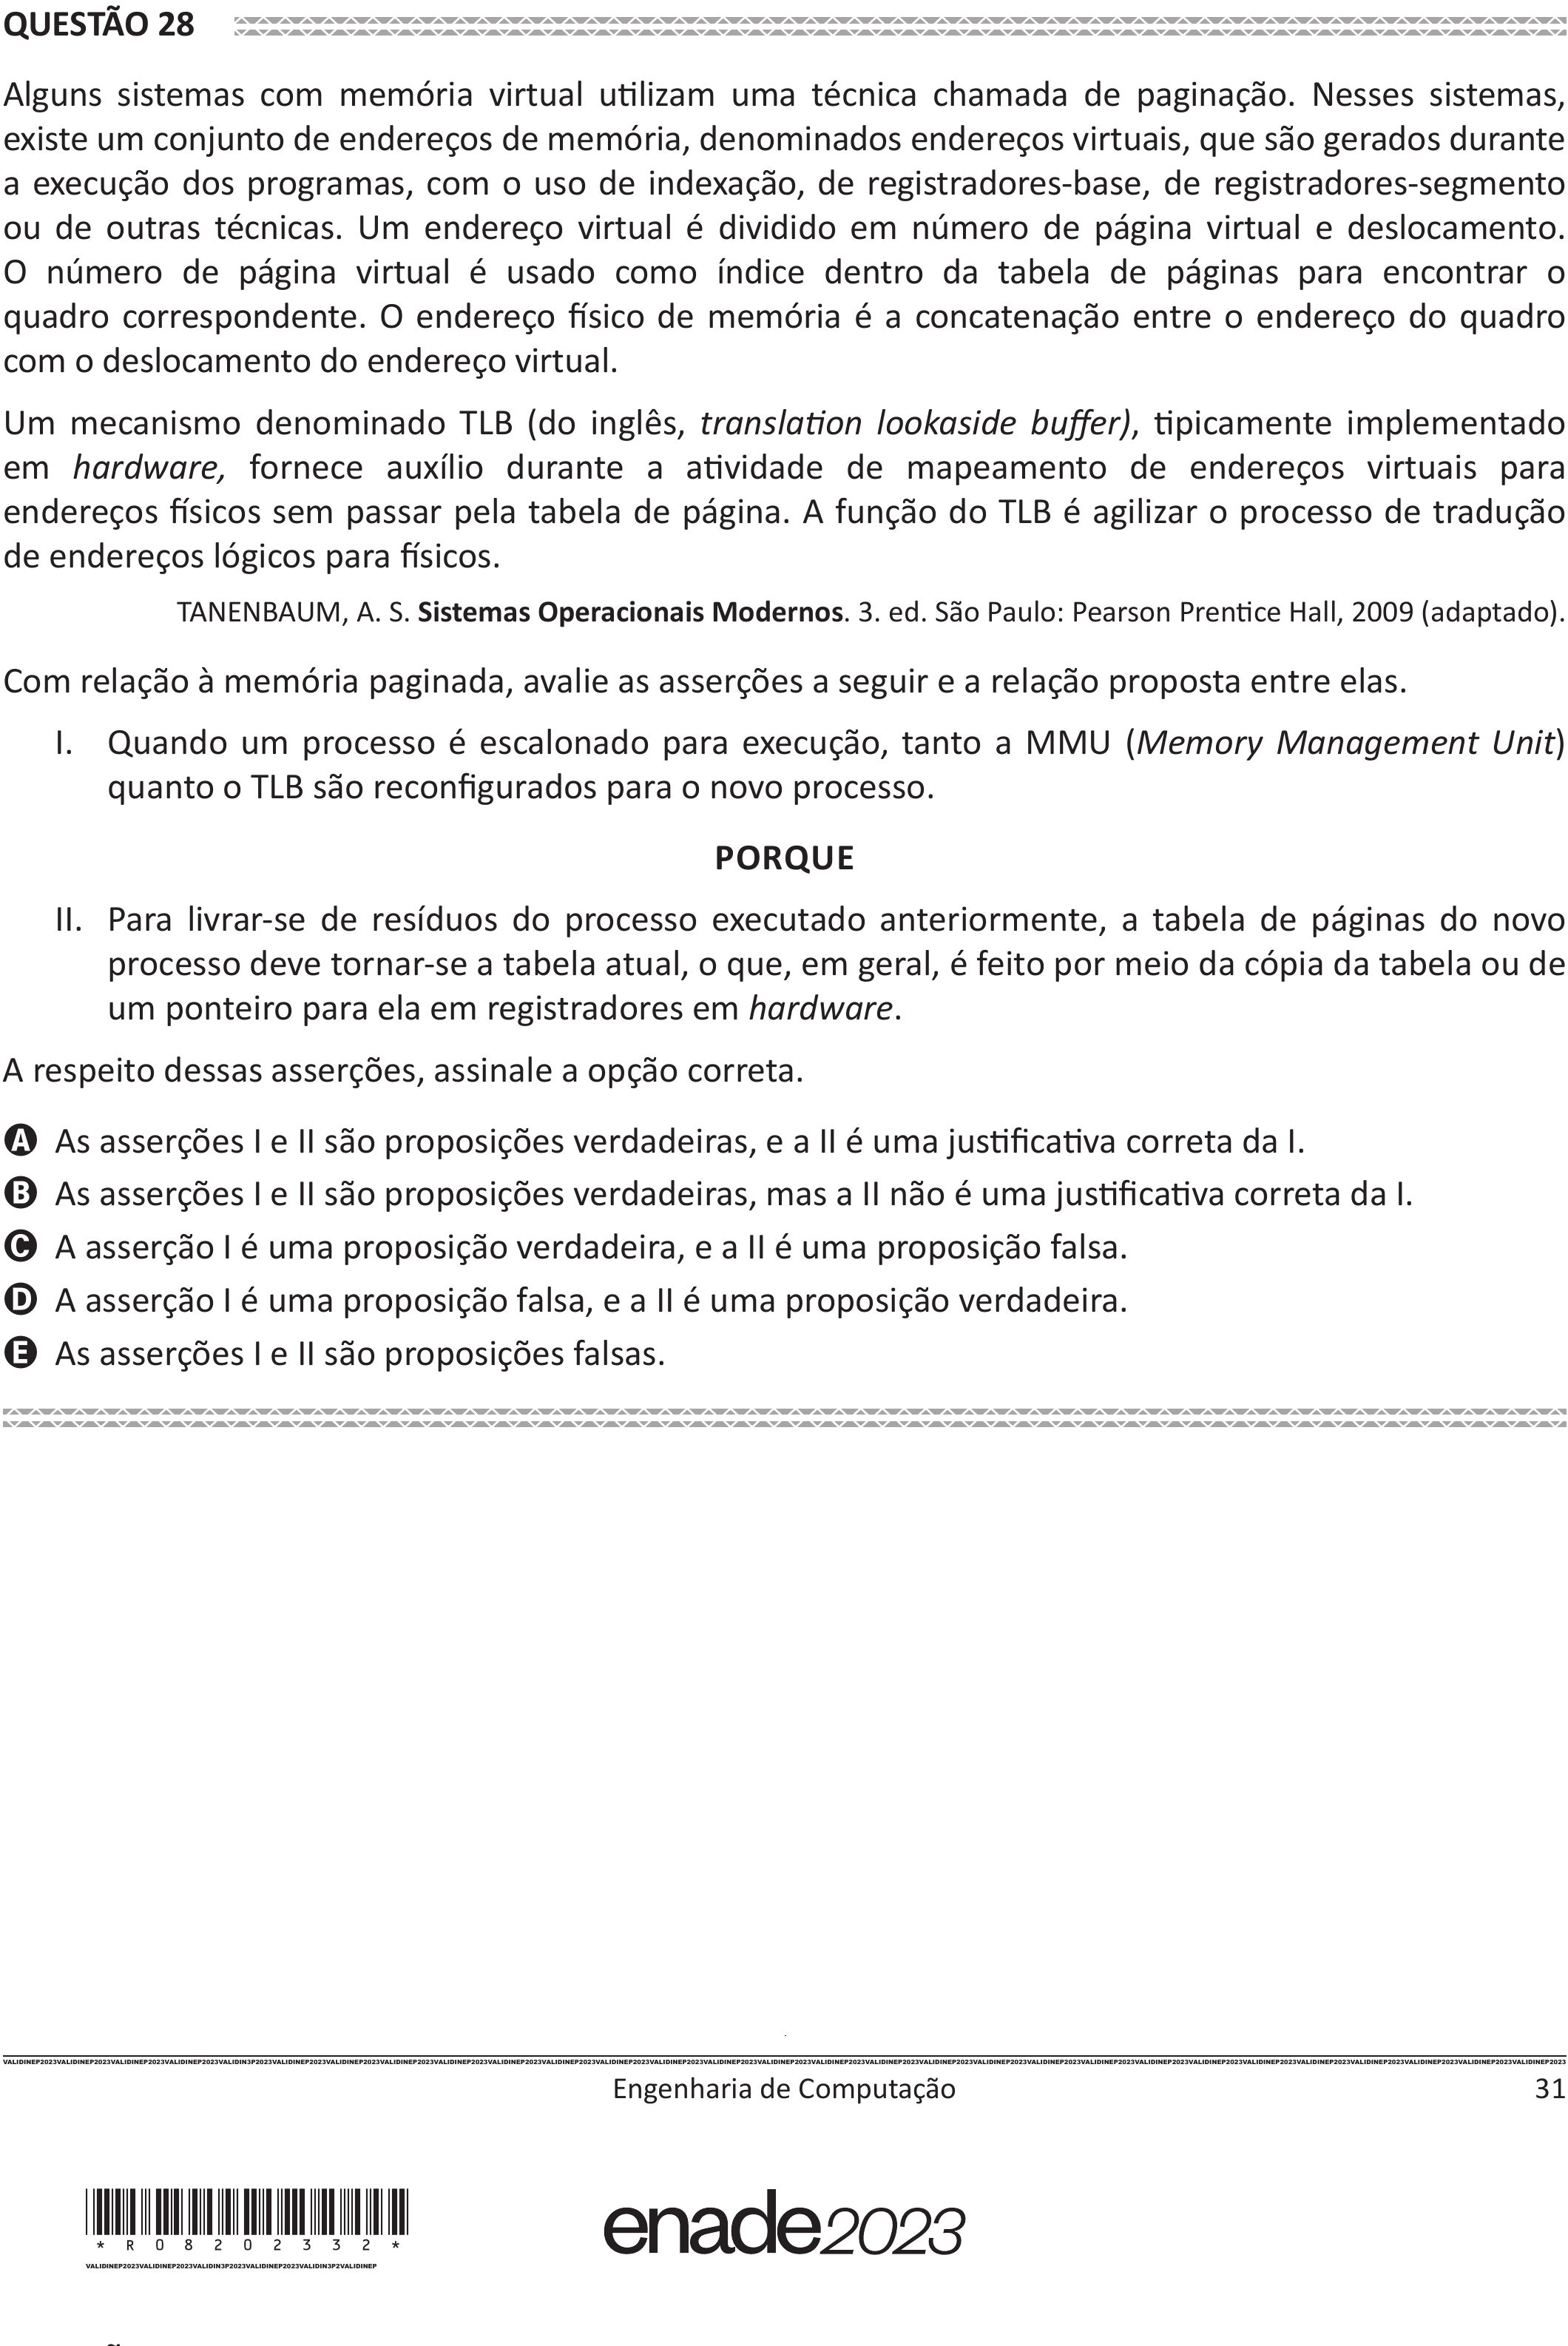 QUESTÃO 28
Alguns sistemas com memória virtual utilizam uma técnica chamada de paginação. Nesses sistemas,
existe um conjunto de endereços de memória, denominados endereços virtuais, que são gerados durante
a execução dos programas, com o uso de indexação, de registradores-base, de registradores-segmento
ou de outras técnicas. Um endereço virtual é dividido em número de página virtual e deslocamento.
O número de página virtual é usado como índice dentro da tabela de páginas para encontrar o
quadro correspondente. O endereço físico de memória é a concatenação entre o endereço do quadro
com o deslocamento do endereço virtual.
Um mecanismo denominado TLB (do inglês, translation lookaside buffer), tipicamente implementado
em hardware, fornece auxílio durante a atividade de mapeamento de endereços virtuais para
endereços físicos sem passar pela tabela de página. A função do TLB é agilizar o processo de tradução
de endereços lógicos para físicos.
TANENBAUM, A. S. Sistemas Operacionais Modernos. 3. ed. São Paulo: Pearson Prentice Hall, 2009 (adaptado).
Com relação à memória paginada, avalie as asserções a seguir e a relação proposta entre elas.
I. Quando um processo é escalonado para execução, tanto a MMU (Memory Management Unit)
quanto o TLB são reconfigurados para o novo processo.
PORQUE
II. Para livrar-se de resíduos do processo executado anteriormente, a tabela de páginas do novo
processo deve tornar-se a tabela atual, o que, em geral, é feito por meio da cópia da tabela ou de
um ponteiro para ela em registradores em hardware.
A respeito dessas asserções, assinale a opção correta.
A As asserções I e II são proposições verdadeiras, e a II é uma justificativa correta da I.
B As asserções I e II são proposições verdadeiras, mas a II não é uma justificativa correta da I.
C A asserção I é uma proposição verdadeira, e a II é uma proposição falsa.
D A asserção I é uma proposição falsa, e a II é uma proposição verdadeira.
E As asserções I e II são proposições falsas.
Engenharia de Computação 31
*R08202332*
enade2023